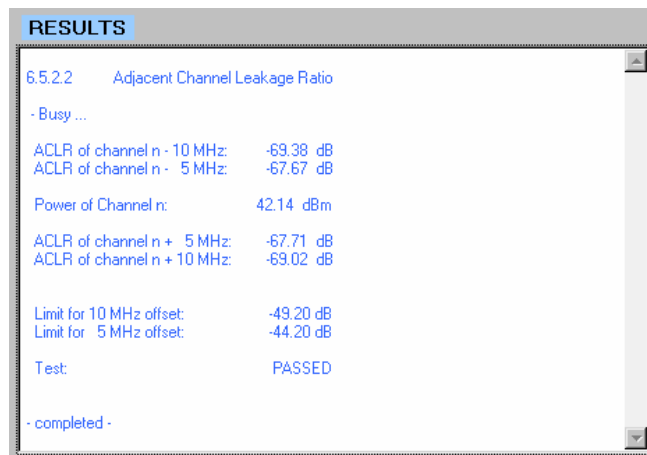 RESULTS
6.5.2.2 Adjacent Channel Leakage Ratio
- Busy ...
ACLR of channel n - 10 MHz: -69.38 dB
ACLR of channel n - 5 MHz: -67.67 dB
Power of Channel n: 42.14 dBm
ACLR of channel n + 5 MHz: -67.71 dB
ACLR of channel n + 10 MHz: -69.02 dB
Limit for 10 MHz offset: -49.20 dB
Limit for 5 MHz offset: -44.20 dB
Test: PASSED
- completed -